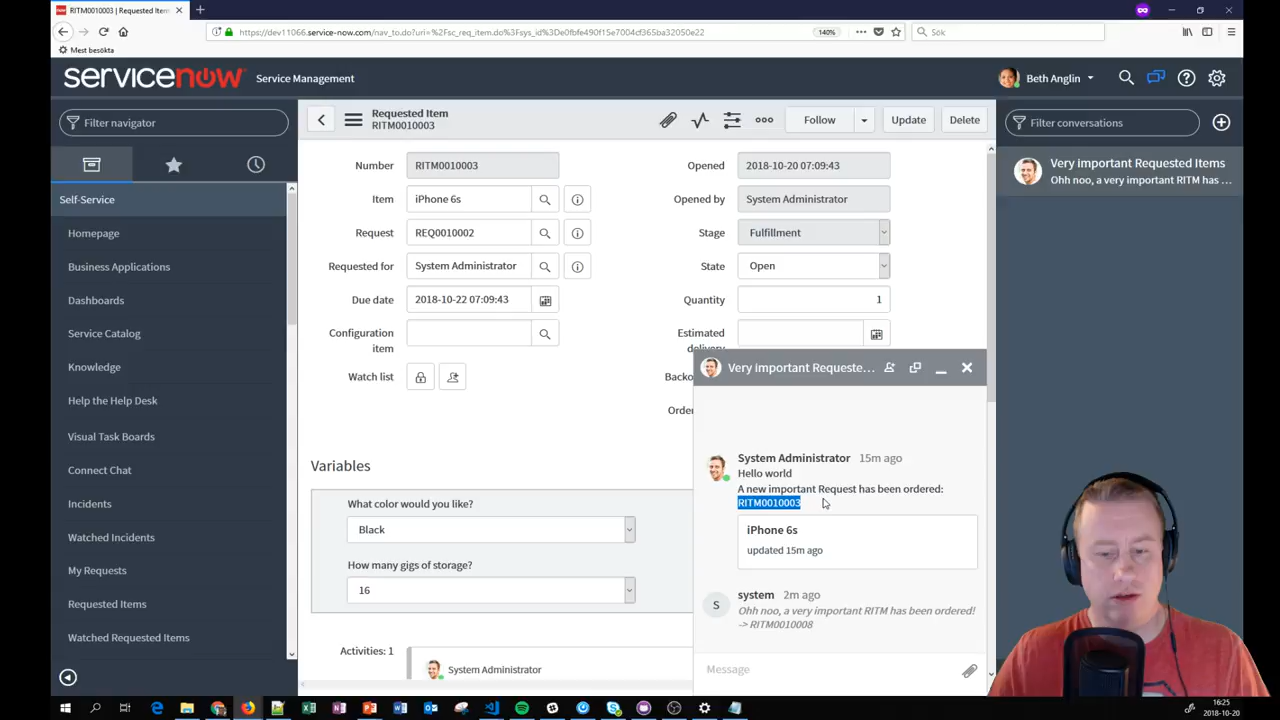 RITM0010003 | Requested Item
https://dev11066.service-now.com/nav_to.do?uri=%2Fsc_req_item.do%3Fsys_id%3De0fbfe490f15e7004cf365ba32050e22
140%
Sök
Mest besökta
servicenow
Service Management
Beth Anglin
Filter navigator
Self-Service
Homepage
Business Applications
Dashboards
Service Catalog
Knowledge
Help the Help Desk
Visual Task Boards
Connect Chat
Incidents
Watched Incidents
My Requests
Requested Items
Watched Requested Items
Requested Item
RITM0010003
Follow
Update
Delete
Number
RITM0010003
Item
iPhone 6s
Request
REQ0010002
Requested for
System Administrator
Due date
2018-10-22 07:09:43
Configuration
item
Watch list
Opened
2018-10-20 07:09:43
Opened by
System Administrator
Stage
Fulfillment
State
Open
Quantity
1
Estimated
delivery
Backo
Orde
Variables
What color would you like?
Black
How many gigs of storage?
16
Activities: 1
System Administrator
Very important Requeste...
System Administrator 15m ago
Hello world
A new important Request has been ordered:
RITM0010003
iPhone 6s
updated 15m ago
S
system 2m ago
Ohh noo, a very important RITM has been ordered!
-> RITM0010008
Message
Filter conversations
Very important Requested Items
Ohh noo, a very important RITM has ...
16:25
2018-10-20